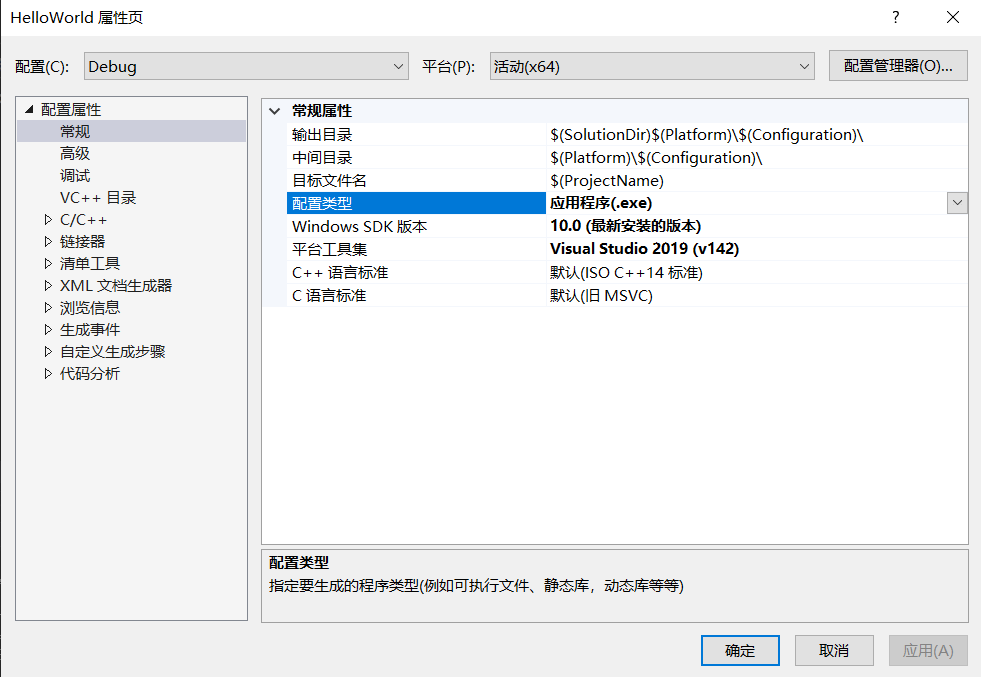 HelloWorld 属性页
配置(C): Debug 平台(P): 活动(x64) 配置管理器(O)...
配置属性
常规
高级
调试
VC++ 目录
C/C++
链接器
清单工具
XML 文档生成器
浏览信息
生成事件
自定义生成步骤
代码分析
常规属性
输出目录 $(SolutionDir)$(Platform)\$(Configuration)\
中间目录 $(Platform)\$(Configuration)\
目标文件名 $(ProjectName)
配置类型 应用程序(.exe)
Windows SDK 版本 10.0 (最新安装的版本)
平台工具集 Visual Studio 2019 (v142)
C++ 语言标准 默认(ISO C++14 标准)
C 语言标准 默认(旧 MSVC)
配置类型
指定要生成的程序类型(例如可执行文件、静态库，动态库等等)
确定 取消 应用(A)